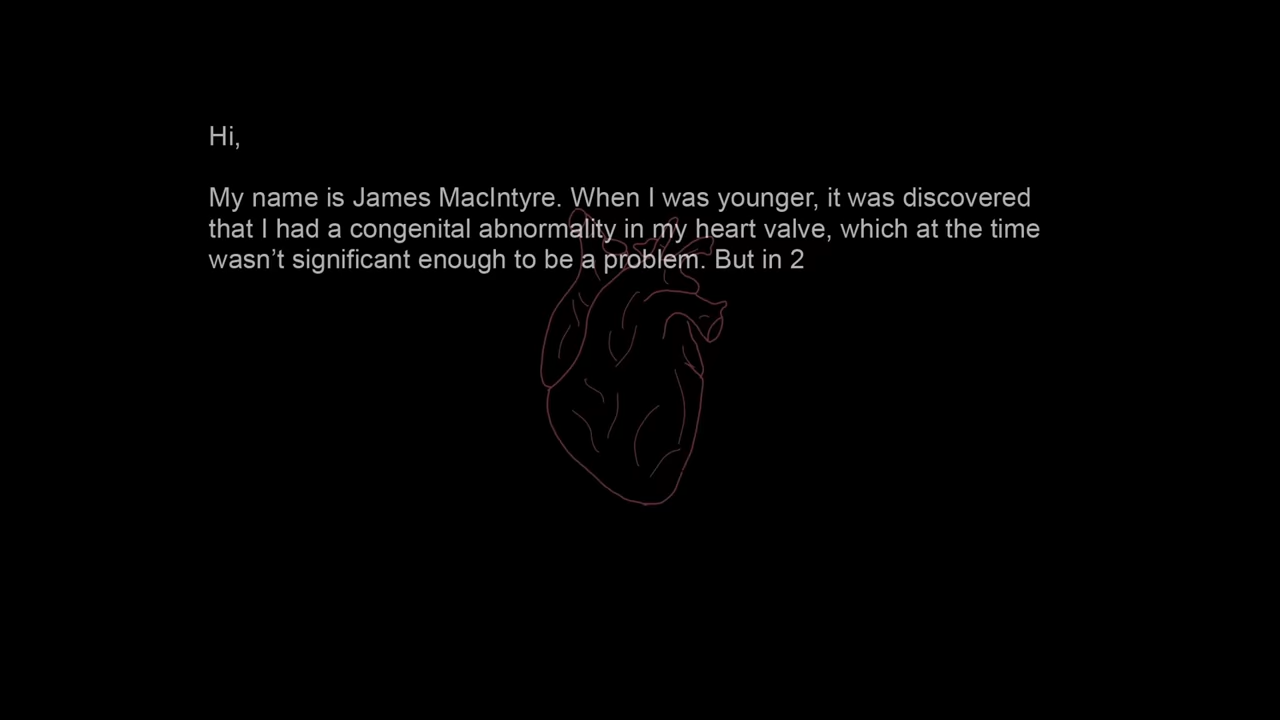 Hi,
My name is James MacIntyre. When I was younger, it was discovered
that I had a congenital abnormality in my heart valve, which at the time
wasn’t significant enough to be a problem. But in 2